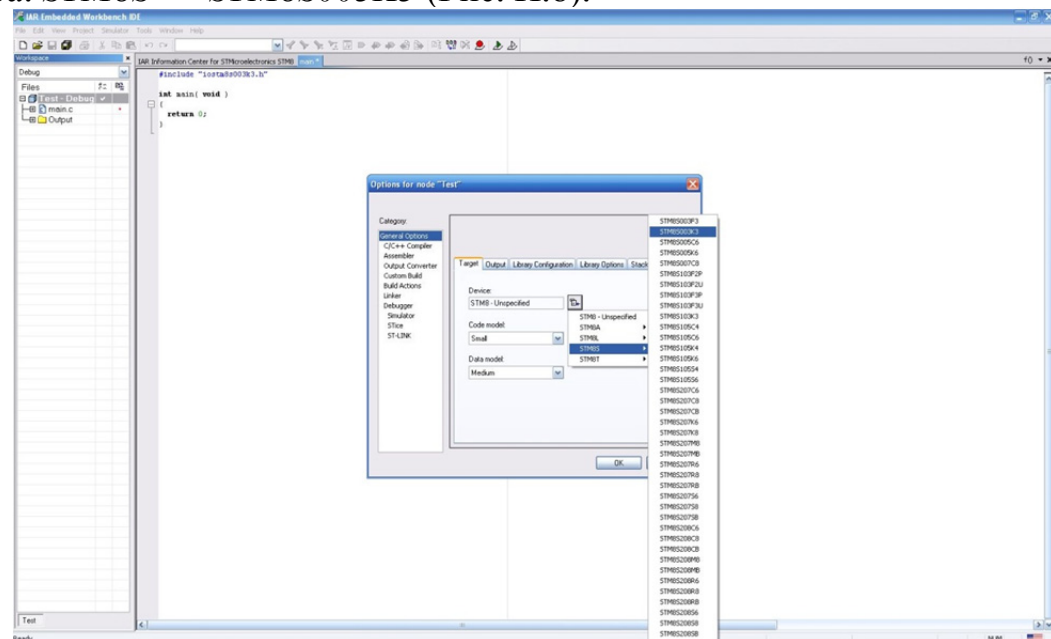 STM8S003K3
IAR Embedded Workbench IDE
File Edit View Project Simulator Tools Window Help
Workspace
IAR Information Center for STMicroelectronics STM8 main *
f()
Debug
Files
Test - Debug
main.c
Output
#include "iostm8s003k3.h"
int main( void )
{
return 0;
}
Options for node "Test"
Category:
General Options
C/C++ Compiler
Assembler
Output Converter
Custom Build
Build Actions
Linker
Debugger
Simulator
STice
ST-LINK
Target Output Library Configuration Library Options Stack
Device:
STM8 - Unspecified
Code model:
Small
Data model:
Medium
OK
STM8 - Unspecified
STM8A
STM8L
STM8S
STM8T
STM8S003F3
STM8S003K3
STM8S005C6
STM8S005K6
STM8S007C8
STM8S103F2P
STM8S103F2U
STM8S103F3P
STM8S103F3U
STM8S103K3
STM8S105C4
STM8S105C6
STM8S105K4
STM8S105K6
STM8S105S4
STM8S105S6
STM8S207C6
STM8S207C8
STM8S207CB
STM8S207K6
STM8S207K8
STM8S207M8
STM8S207MB
STM8S207R6
STM8S207R8
STM8S207RB
STM8S207S6
STM8S207S8
STM8S207SB
STM8S208C6
STM8S208C8
STM8S208CB
STM8S208M8
STM8S208MB
STM8S208R6
STM8S208R8
STM8S208RB
STM8S208S6
STM8S208S8
STM8S208SB
Test
Ready